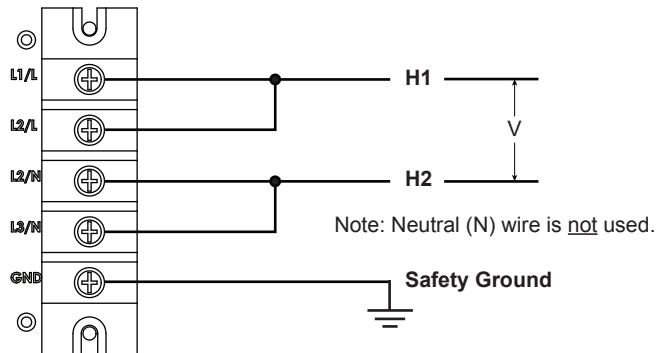 L1/L
H1
L2/L
V
L2/N
H2
L3/N
Note: Neutral (N) wire is not used.
GND
Safety Ground